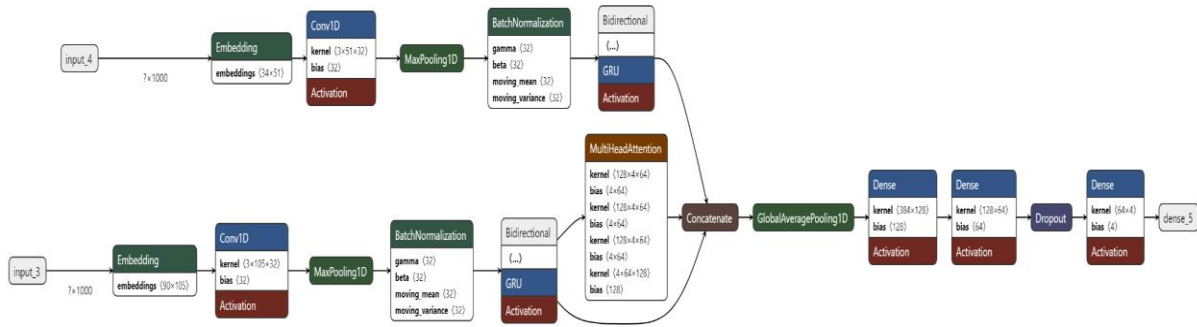 input_4
?×1000
Embedding
embeddings ⟨34×51⟩
Conv1D
kernel ⟨3×51×32⟩
bias ⟨32⟩
Activation
MaxPooling1D
BatchNormalization
gamma ⟨32⟩
beta ⟨32⟩
moving_mean ⟨32⟩
moving_variance ⟨32⟩
Bidirectional
⟨...⟩
GRU
Activation
input_3
?×1000
Embedding
embeddings ⟨90×105⟩
Conv1D
kernel ⟨3×105×32⟩
bias ⟨32⟩
Activation
MaxPooling1D
BatchNormalization
gamma ⟨32⟩
beta ⟨32⟩
moving_mean ⟨32⟩
moving_variance ⟨32⟩
Bidirectional
⟨...⟩
GRU
Activation
MultiHeadAttention
kernel ⟨128×4×64⟩
bias ⟨4×64⟩
kernel ⟨128×4×64⟩
bias ⟨4×64⟩
kernel ⟨128×4×64⟩
bias ⟨4×64⟩
kernel ⟨4×64×128⟩
bias ⟨128⟩
Concatenate
GlobalAveragePooling1D
Dense
kernel ⟨384×128⟩
bias ⟨128⟩
Activation
Dense
kernel ⟨128×64⟩
bias ⟨64⟩
Activation
Dropout
Dense
kernel ⟨64×4⟩
bias ⟨4⟩
Activation
dense_5